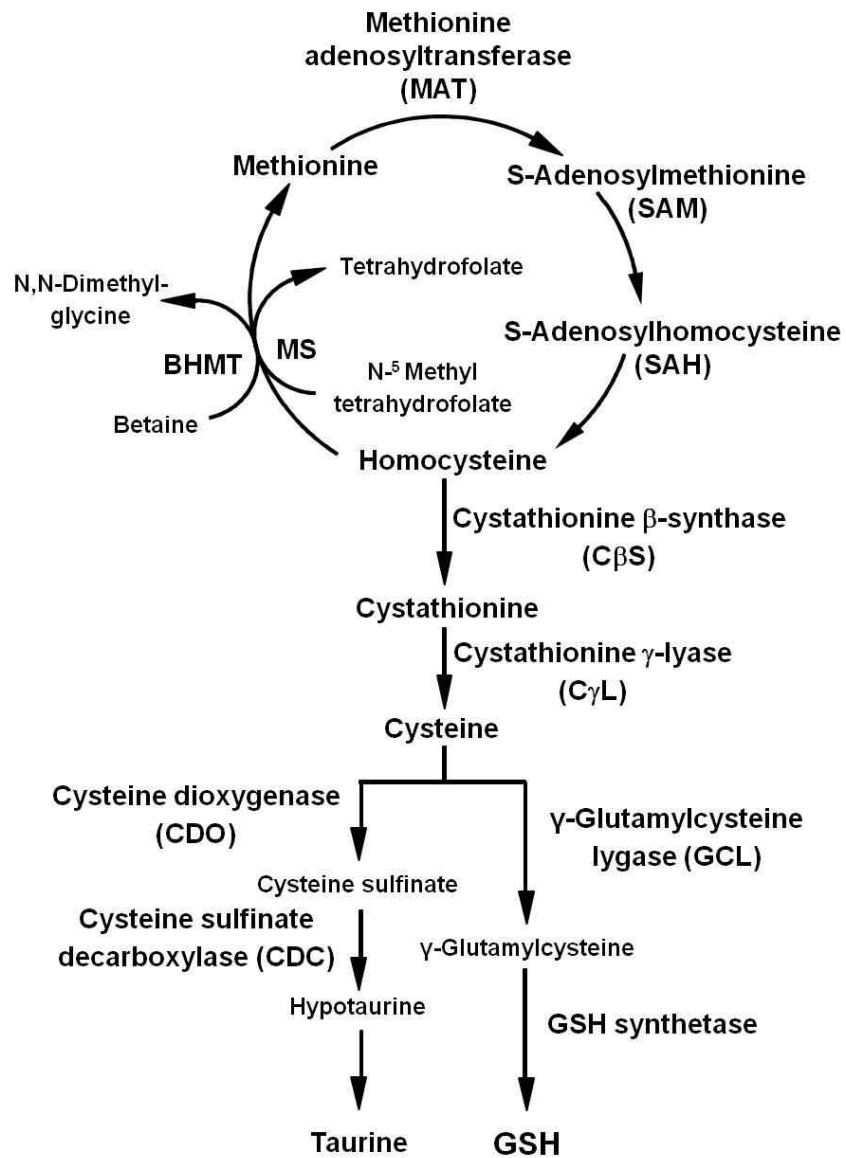 Methionine
adenosyltransferase
(MAT)
Methionine
S-Adenosylmethionine
(SAM)
Tetrahydrofolate
N,N-Dimethyl-
glycine
S-Adenosylhomocysteine
(SAH)
BHMT
MS
N-⁵ Methyl
tetrahydrofolate
Betaine
Homocysteine
Cystathionine β-synthase
(CβS)
Cystathionine
Cystathionine γ-lyase
(CγL)
Cysteine
Cysteine dioxygenase
(CDO)
γ-Glutamylcysteine
lygase (GCL)
Cysteine sulfinate
Cysteine sulfinate
decarboxylase (CDC)
γ-Glutamylcysteine
Hypotaurine
GSH synthetase
Taurine
GSH